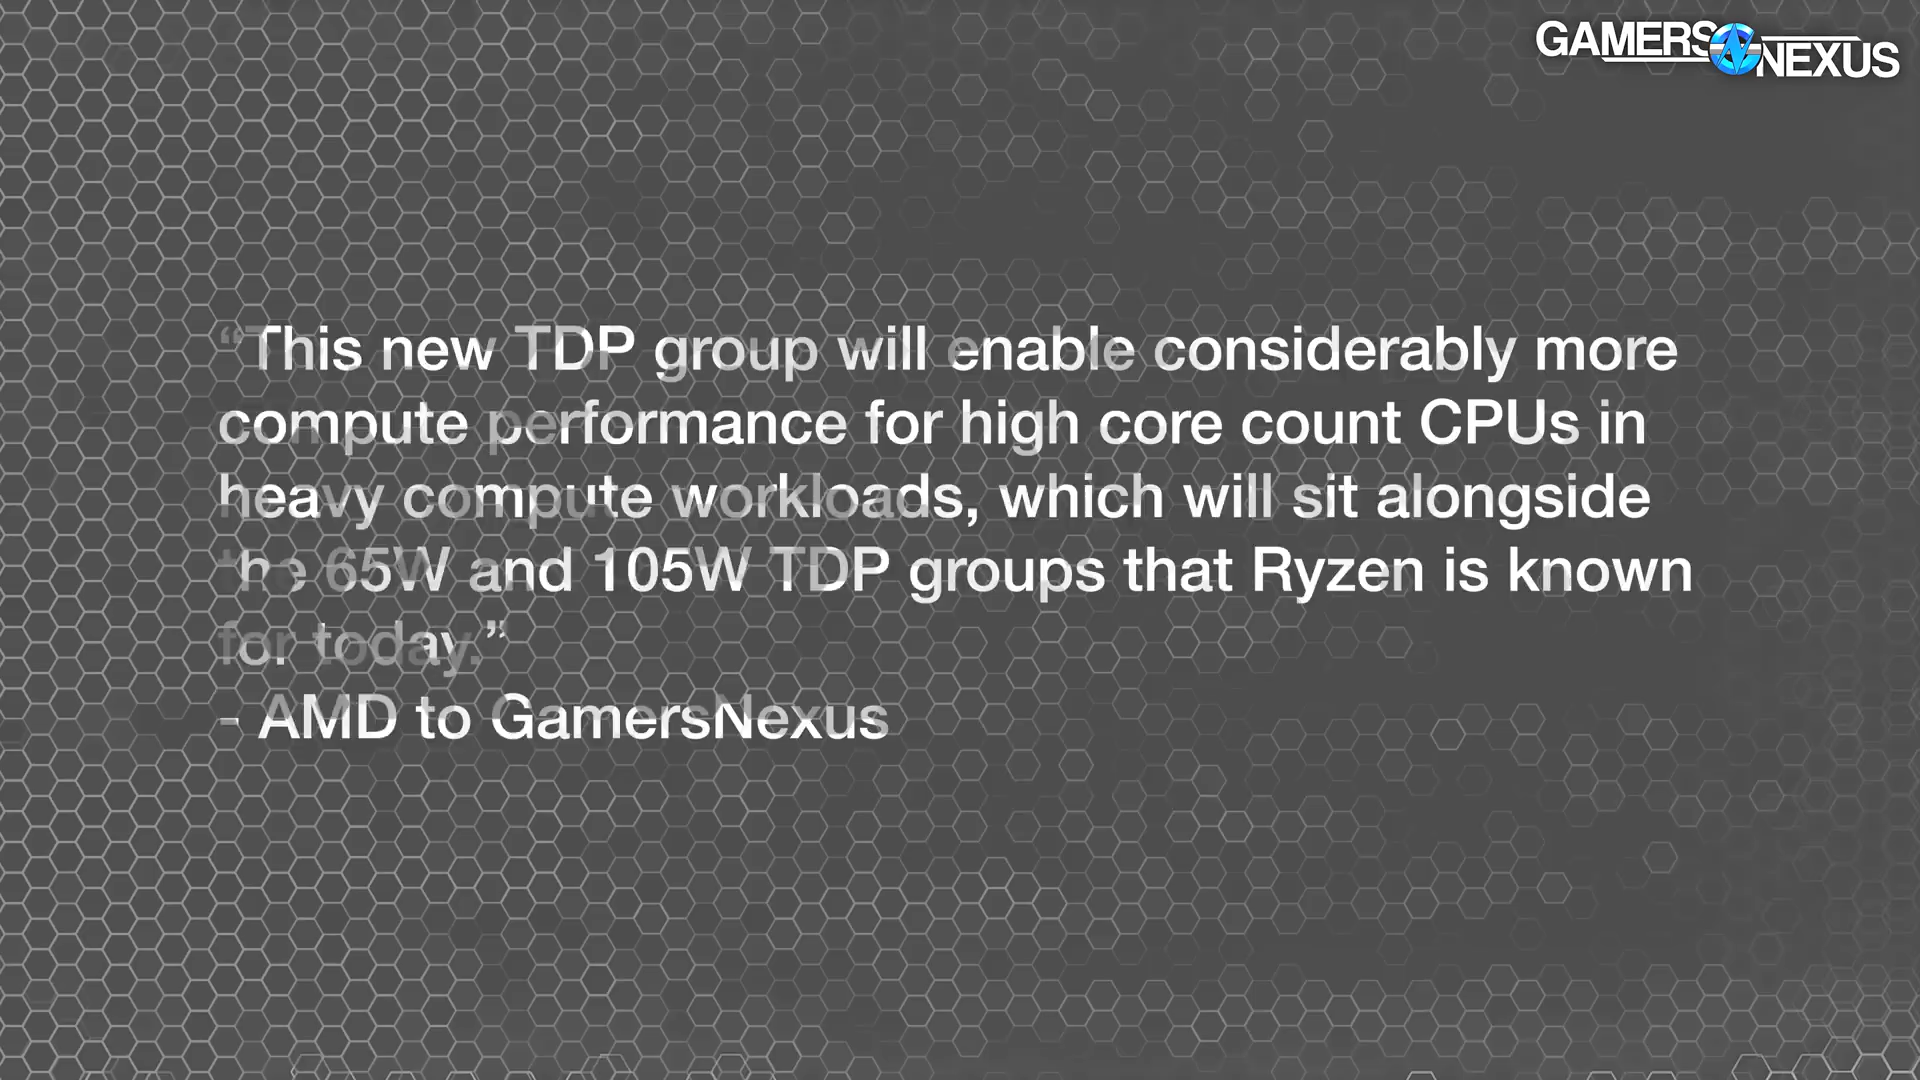 GAMERS NEXUS
“This new TDP group will enable considerably more
compute performance for high core count CPUs in
heavy compute workloads, which will sit alongside
the 65W and 105W TDP groups that Ryzen is known
for today.”
- AMD to GamersNexus